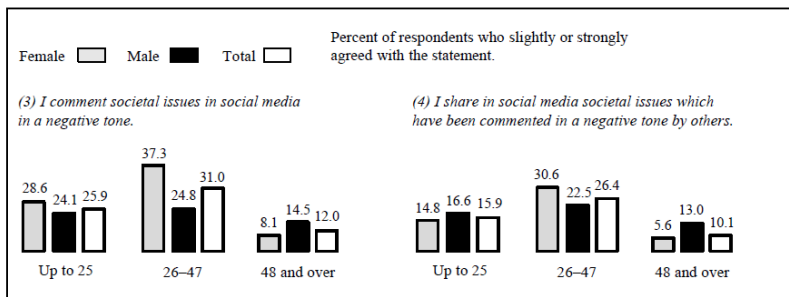 Percent of respondents who slightly or strongly
agreed with the statement.
Female Male Total
(3) I comment societal issues in social media
in a negative tone.
28.6 24.1 25.9
37.3 24.8 31.0
8.1 14.5 12.0
Up to 25 26–47 48 and over
(4) I share in social media societal issues which
have been commented in a negative tone by others.
14.8 16.6 15.9
30.6 22.5 26.4
5.6 13.0 10.1
Up to 25 26–47 48 and over